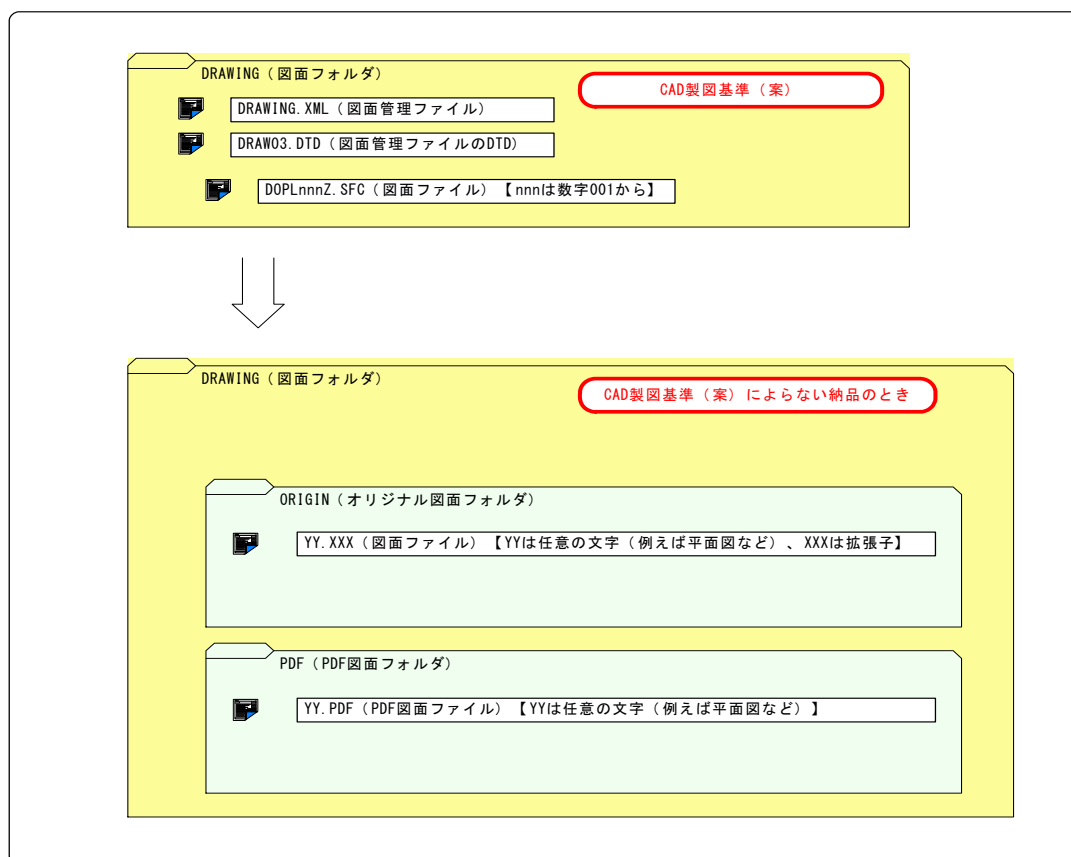 DRAWING（図面フォルダ）
CAD製図基準（案）
DRAWING.XML（図面管理ファイル）
DRAW03.DTD（図面管理ファイルのDTD）
DOPLnnnZ.SFC（図面ファイル）【nnnは数字001から】
DRAWING（図面フォルダ）
CAD製図基準（案）によらない納品のとき
ORIGIN（オリジナル図面フォルダ）
YY.XXX（図面ファイル）【YYは任意の文字（例えば平面図など）、XXXは拡張子】
PDF（PDF図面フォルダ）
YY.PDF（PDF図面ファイル）【YYは任意の文字（例えば平面図など）】